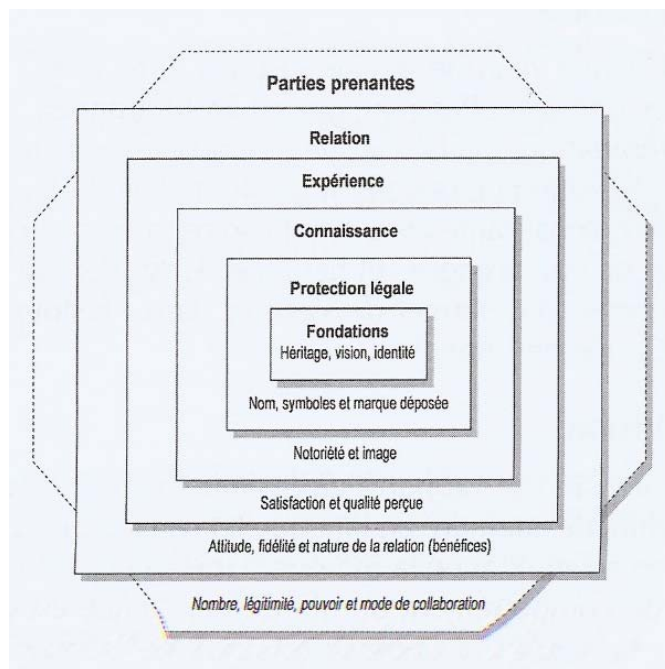 Parties prenantes
Relation
Expérience
Connaissance
Protection légale
Fondations
Héritage, vision, identité
Nom, symboles et marque déposée
Notoriété et image
Satisfaction et qualité perçue
Attitude, fidélité et nature de la relation (bénéfices)
Nombre, légitimité, pouvoir et mode de collaboration